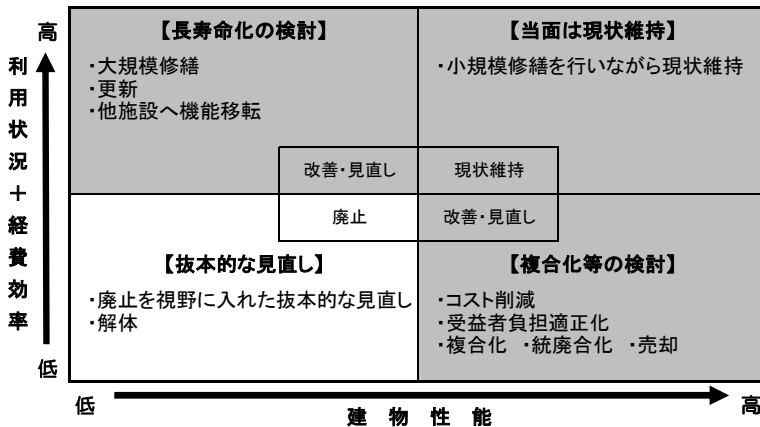 高
利用状況＋経費効率
低
【長寿命化の検討】
・大規模修繕
・更新
・他施設へ機能移転
【当面は現状維持】
・小規模修繕を行いながら現状維持
改善・見直し
現状維持
廃止
改善・見直し
【抜本的な見直し】
・廃止を視野に入れた抜本的な見直し
・解体
【複合化等の検討】
・コスト削減
・受益者負担適正化
・複合化 ・統廃合化 ・売却
低
建物性能
高